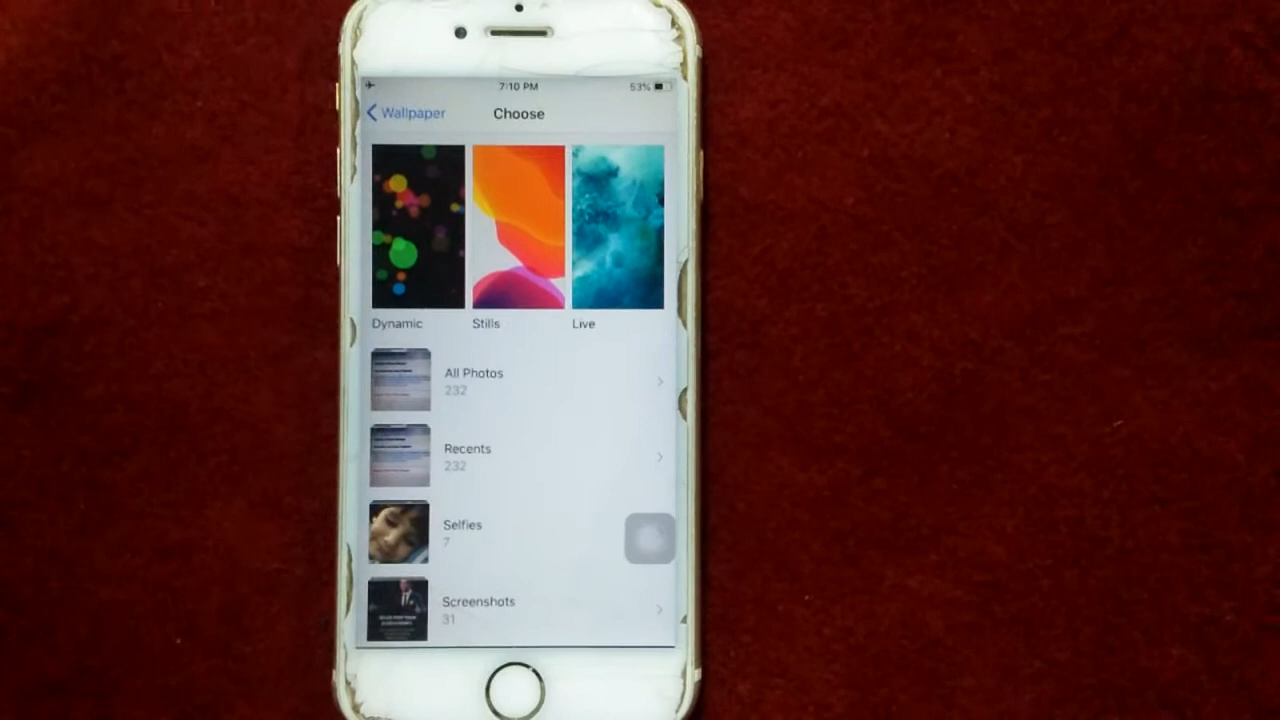 7:10 PM
53%
Wallpaper
Choose
Dynamic
Stills
Live
All Photos
232
Recents
232
Selfies
7
Screenshots
31